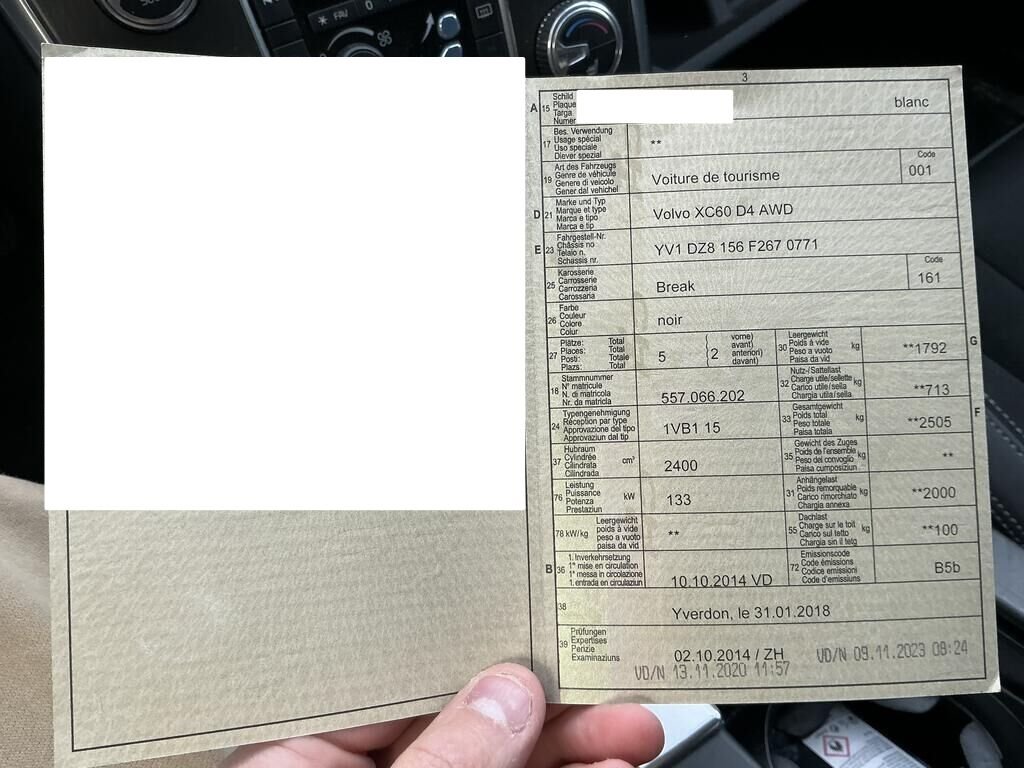 FAV 0
3
A 15 Schild
Plaque
Targa
Numer
blanc
17 Bes. Verwendung
Usage spécial
Uso speciale
Diever spezial
**
19 Art des Fahrzeugs
Genre de véhicule
Genere di veicolo
Gener dal vehichel
Voiture de tourisme
Code
001
D 21 Marke und Typ
Marque et type
Marca e tipo
Marca e tip
Volvo XC60 D4 AWD
E 23 Fahrgestell-Nr.
Châssis no
Telaio n.
Schassis nr.
YV1 DZ8 156 F267 0771
25 Karosserie
Carrosserie
Carrozzeria
Carossaria
Break
Code
161
26 Farbe
Couleur
Colore
Colur
noir
27 Plätze: Total
Places: Total
Posti: Totale
Plazs: Total
5
2
vorne)
avant)
anteriori)
davant)
30 Leergewicht
Poids à vide
Peso a vuoto
Paisa da vid
kg
**1792
G
18 Stammnummer
N° matricule
N. di matricola
Nr. da matricla
557.066.202
32 Nutz-/Sattellast
Charge utile/sellette
Carico utile/sella
Chargia utila/sella
kg
**713
24 Typengenehmigung
Réception par type
Approvazione del tipo
Approvaziun dal tip
1VB1 15
33 Gesamtgewicht
Poids total
Peso totale
Paisa totala
kg
**2505
F
37 Hubraum
Cylindrée
Cilindrata
Cilindrada
cm³
2400
35 Gewicht des Zuges
Poids de l'ensemble
Peso del convoglio
Paisa cumposiziun
kg
**
76 Leistung
Puissance
Potenza
Prestaziun
kW
133
31 Anhängelast
Poids remorquable
Carico rimorchiato
Chargia annexa
kg
**2000
78 kW/kg Leergewicht
poids à vide
peso a vuoto
paisa da vid
**
55 Dachlast
Charge sur le toit
Carico sul tetto
Chargia sin il tetg
kg
**100
B 36 1. Inverkehrsetzung
1re mise en circulation
1a messa in circolazione
1. entrada en circulaziun
10.10.2014 VD
72 Emissionscode
Code émissions
Codice emissioni
Code d'emissiuns
B5b
38
Yverdon, le 31.01.2018
39 Prüfungen
Expertises
Perizie
Examinaziuns
02.10.2014 / ZH
VD/N 09.11.2023 08:24
VD/N 13.11.2020 11:57